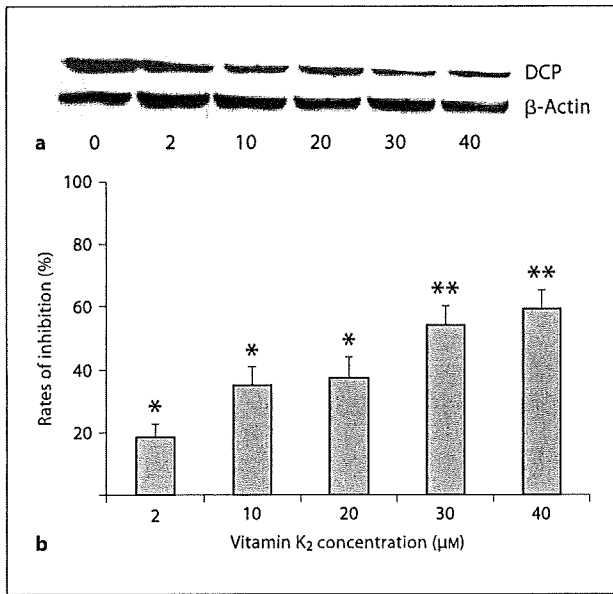 DCP
β-Actin
a 0 2 10 20 30 40
100
80
60
40
20
Rates of inhibition (%)
* * * ** **
2 10 20 30 40
b Vitamin K₂ concentration (μM)